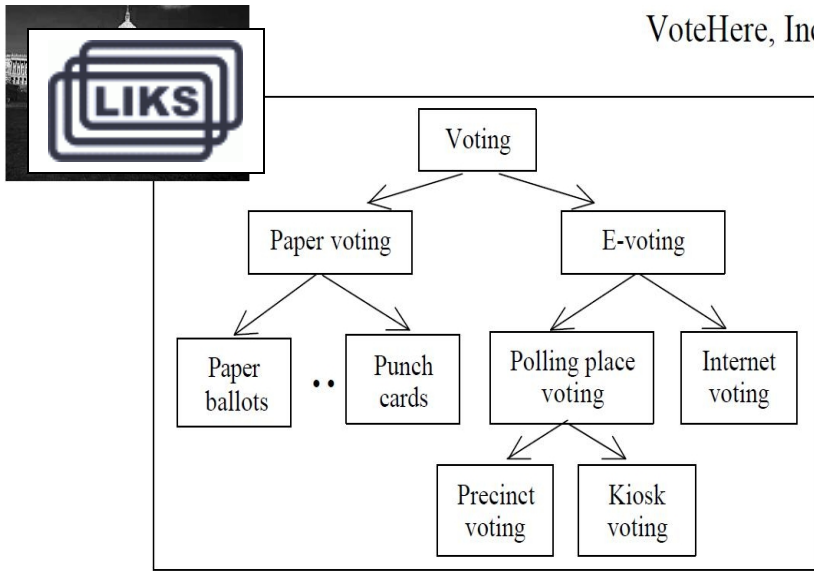 VoteHere, Inc
LIKS
Voting
Paper voting
E-voting
Paper
ballots
••
Punch
cards
Polling place
voting
Internet
voting
Precinct
voting
Kiosk
voting